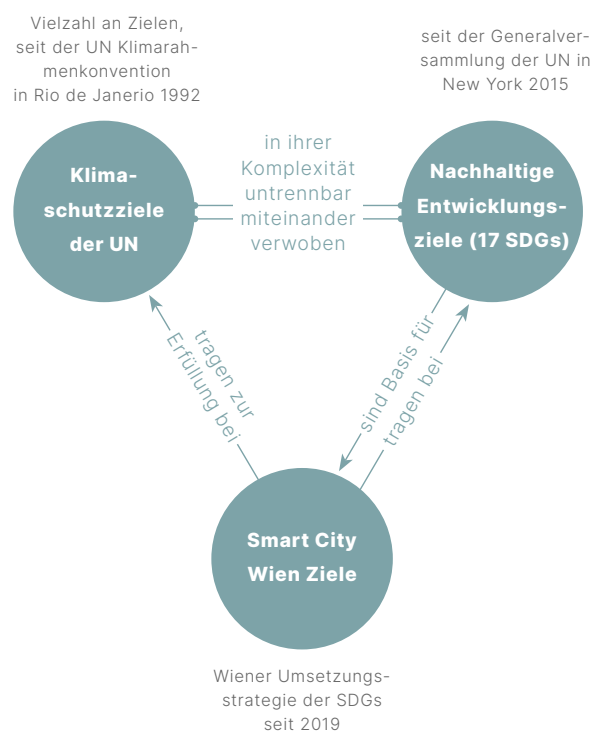 Vielzahl an Zielen,
seit der UN Klimarah-
menkonvention
in Rio de Janerio 1992
seit der Generalver-
sammlung der UN in
New York 2015
Klima-
schutzziele
der UN
in ihrer
Komplexität
untrennbar
miteinander
verwoben
Nachhaltige
Entwicklungs-
ziele (17 SDGs)
tragen zur
Erfüllung bei
sind Basis für
tragen bei
Smart City
Wien Ziele
Wiener Umsetzungs-
strategie der SDGs
seit 2019